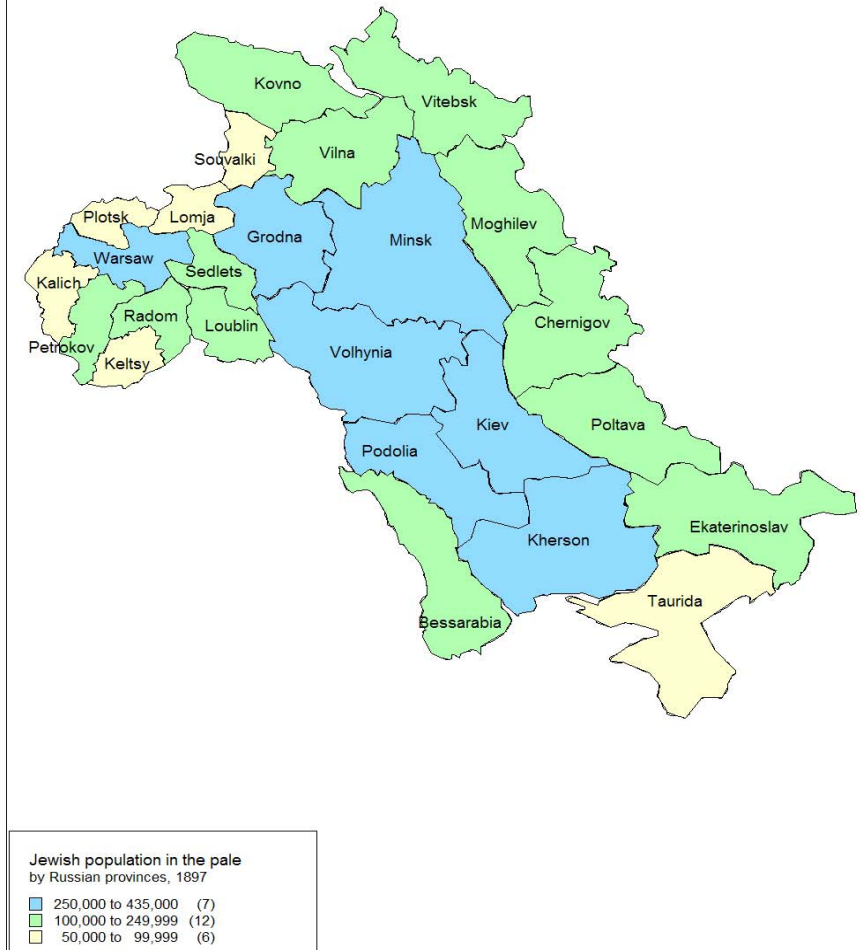 Kovno
Vitebsk
Vilna
Souvalki
Plotsk
Lomja
Moghilev
Grodna
Minsk
Warsaw
Sedlets
Kalich
Radom
Loublin
Chernigov
Petrokov
Keltsy
Volhynia
Kiev
Poltava
Podolia
Ekaterinoslav
Kherson
Taurida
Bessarabia
Jewish population in the pale
by Russian provinces, 1897
250,000 to 435,000 (7)
100,000 to 249,999 (12)
50,000 to 99,999 (6)